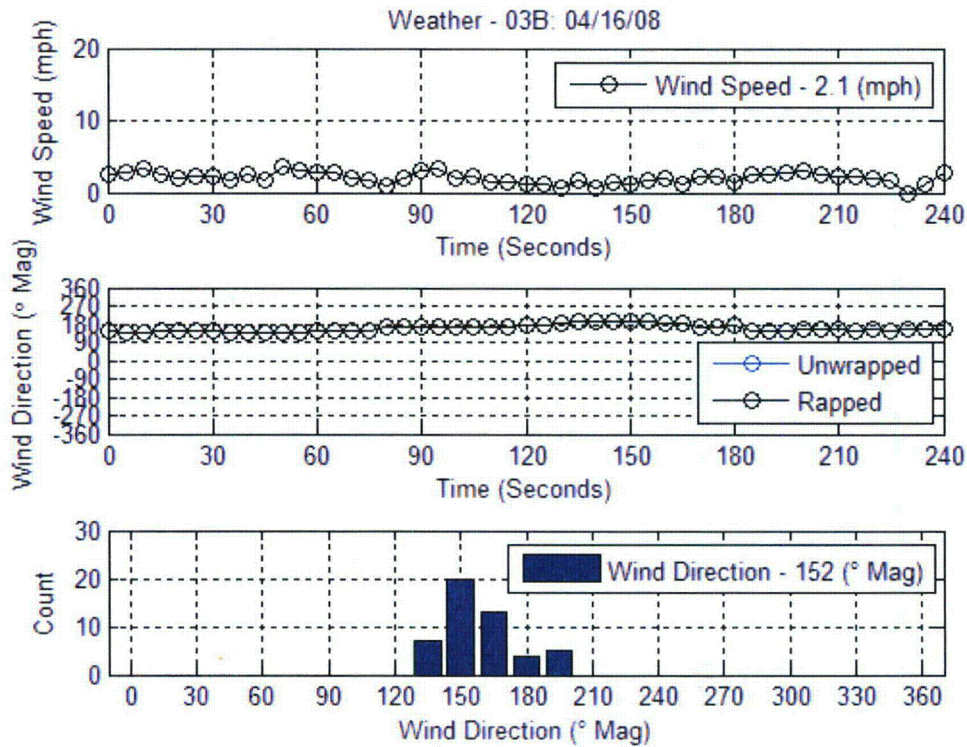 Weather - 03B: 04/16/08
Wind Speed (mph)
20
10
0
Wind Speed - 2.1 (mph)
0 30 60 90 120 150 180 210 240
Time (Seconds)
Wind Direction (° Mag)
360
270
180
90
0
-90
-180
-270
-360
Unwrapped
Rapped
0 30 60 90 120 150 180 210 240
Time (Seconds)
Count
30
20
10
0
Wind Direction - 152 (° Mag)
0 30 60 90 120 150 180 210 240 270 300 330 360
Wind Direction (° Mag)